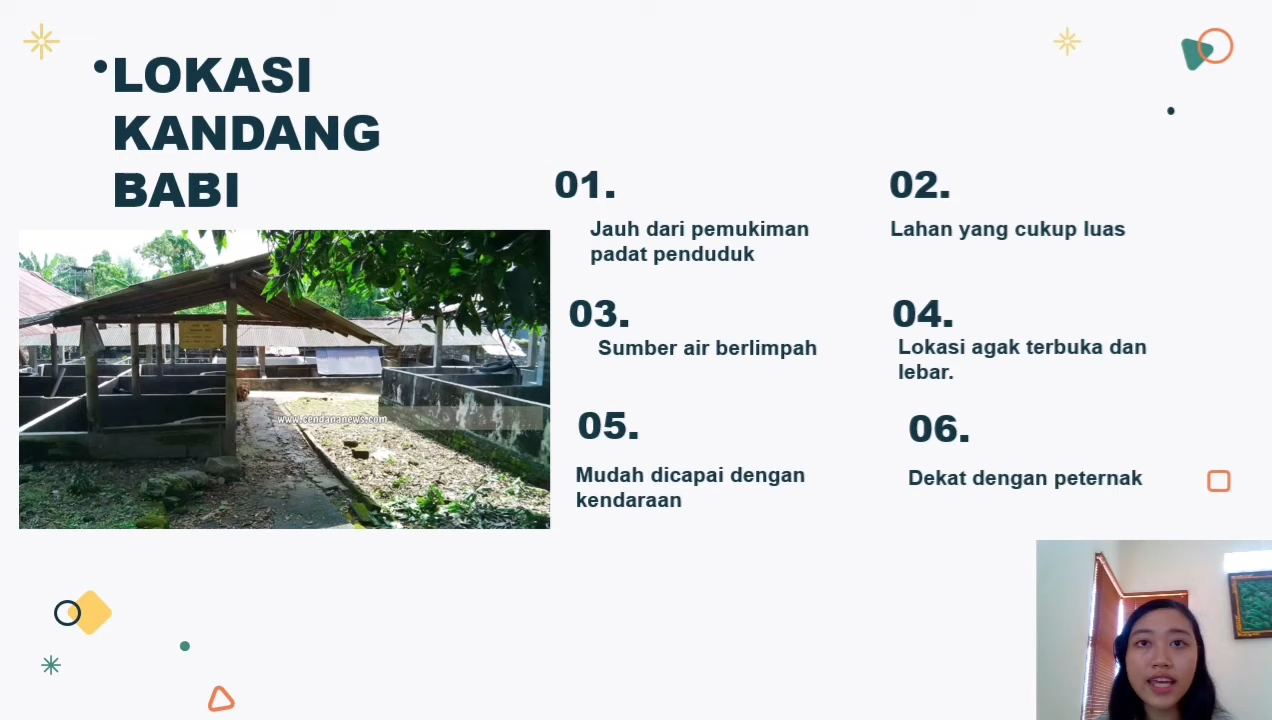 LOKASI
KANDANG
BABI
01.
Jauh dari pemukiman
padat penduduk
02.
Lahan yang cukup luas
03.
Sumber air berlimpah
04.
Lokasi agak terbuka dan
lebar.
05.
Mudah dicapai dengan
kendaraan
06.
Dekat dengan peternak
www.cendananews.com